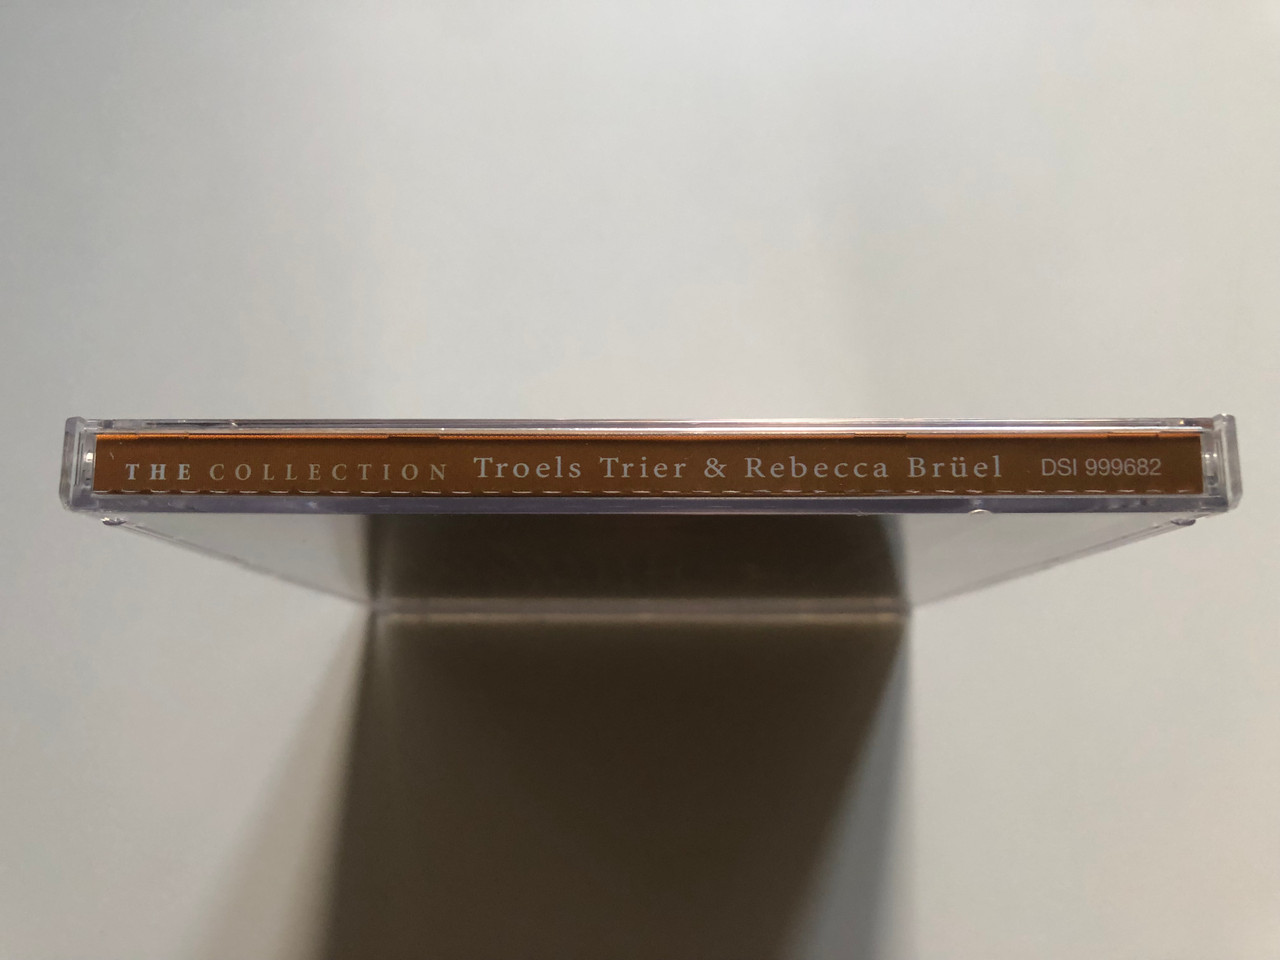 THE COLLECTION Troels Trier & Rebecca Brüel DSI 999682